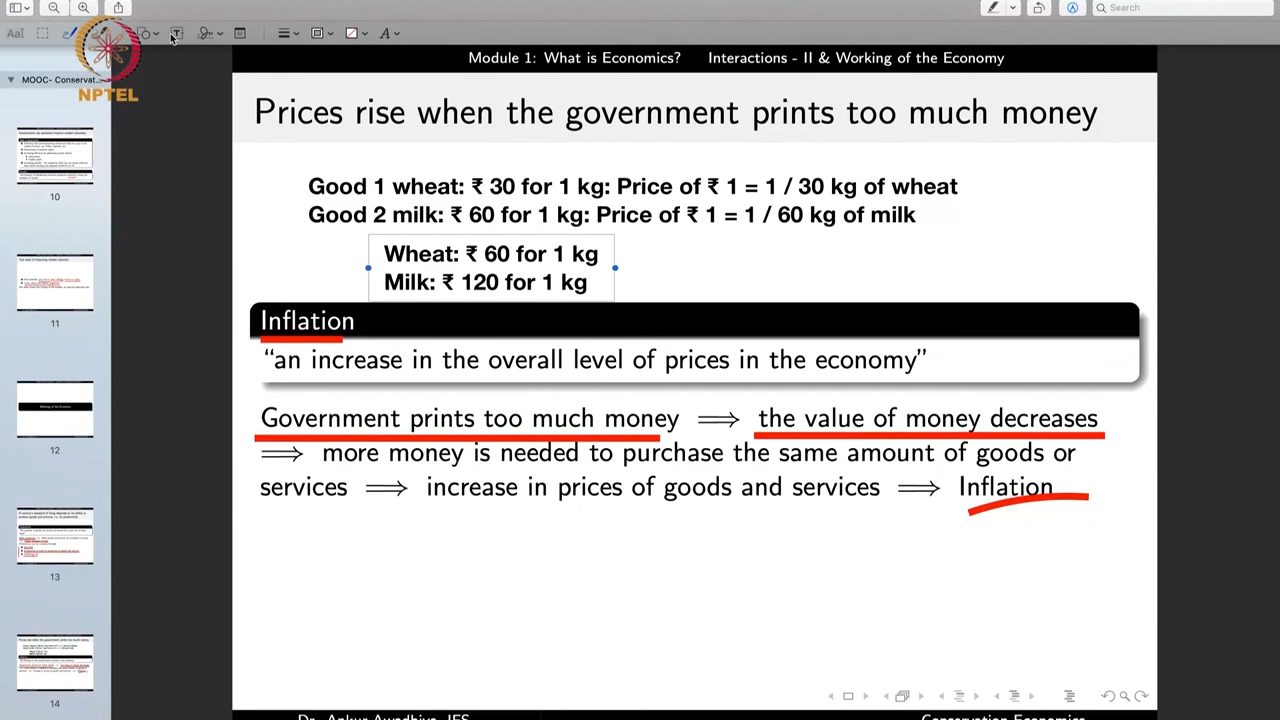 Search
AaI
A
MOOC- Conservat...
NPTEL
10
11
12
13
14
Module 1: What is Economics? Interactions - II & Working of the Economy
Prices rise when the government prints too much money
Good 1 wheat: ₹ 30 for 1 kg: Price of ₹ 1 = 1 / 30 kg of wheat
Good 2 milk: ₹ 60 for 1 kg: Price of ₹ 1 = 1 / 60 kg of milk
Wheat: ₹ 60 for 1 kg
Milk: ₹ 120 for 1 kg
Inflation
“an increase in the overall level of prices in the economy”
Government prints too much money ⟹ the value of money decreases
⟹ more money is needed to purchase the same amount of goods or
services ⟹ increase in prices of goods and services ⟹ Inflation
Dr. Ankur Awadhiya, IFS Conservation Economics